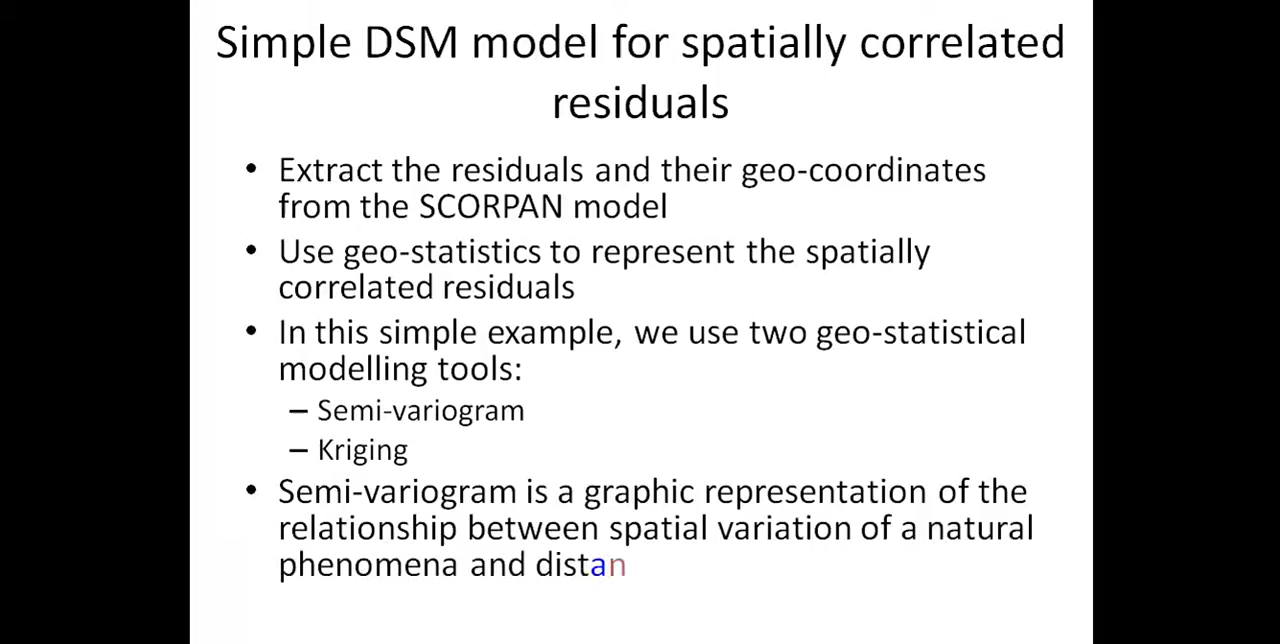 Simple DSM model for spatially correlated
residuals
• Extract the residuals and their geo-coordinates
from the SCORPAN model
• Use geo-statistics to represent the spatially
correlated residuals
• In this simple example, we use two geo-statistical
modelling tools:
– Semi-variogram
– Kriging
• Semi-variogram is a graphic representation of the
relationship between spatial variation of a natural
phenomena and distan